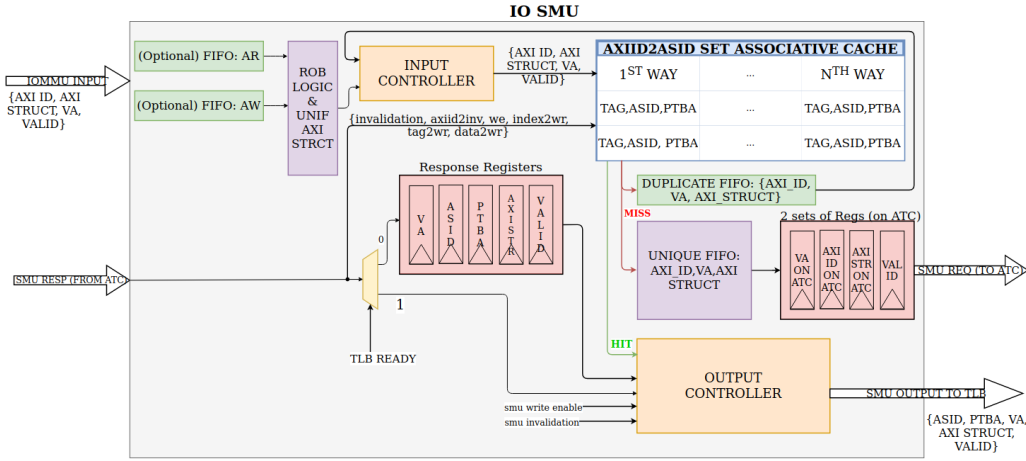 IO SMU
IOMMU INPUT
{AXI ID, AXI
STRUCT, VA,
VALID}
(Optional) FIFO: AR
(Optional) FIFO: AW
ROB
LOGIC
&
UNIF
AXI
STRCT
INPUT
CONTROLLER
{AXI ID, AXI
STRUCT, VA,
VALID}
AXIID2ASID SET ASSOCIATIVE CACHE
1ST WAY
...
NTH WAY
TAG,ASID,PTBA
...
TAG,ASID,PTBA
TAG,ASID, PTBA
...
TAG,ASID,PTBA
{invalidation, axiid2inv, we, index2wr,
tag2wr, data2wr}
Response Registers
VA
ASID
PTBA
AXISTR
VALID
DUPLICATE FIFO: {AXI_ID,
VA, AXI_STRUCT}
MISS
UNIQUE FIFO:
AXI_ID,VA,AXI
STRUCT
2 sets of Regs (on ATC)
VA
ON
ATC
AXI
ID
ON
ATC
AXI
STR
ON
ATC
VAL
ID
SMU REQ (TO ATC)
SMU RESP (FROM ATC)
0
1
TLB READY
HIT
OUTPUT
CONTROLLER
smu write enable
smu invalidation
SMU OUTPUT TO TLB
{ASID, PTBA, VA,
AXI STRUCT,
VALID}